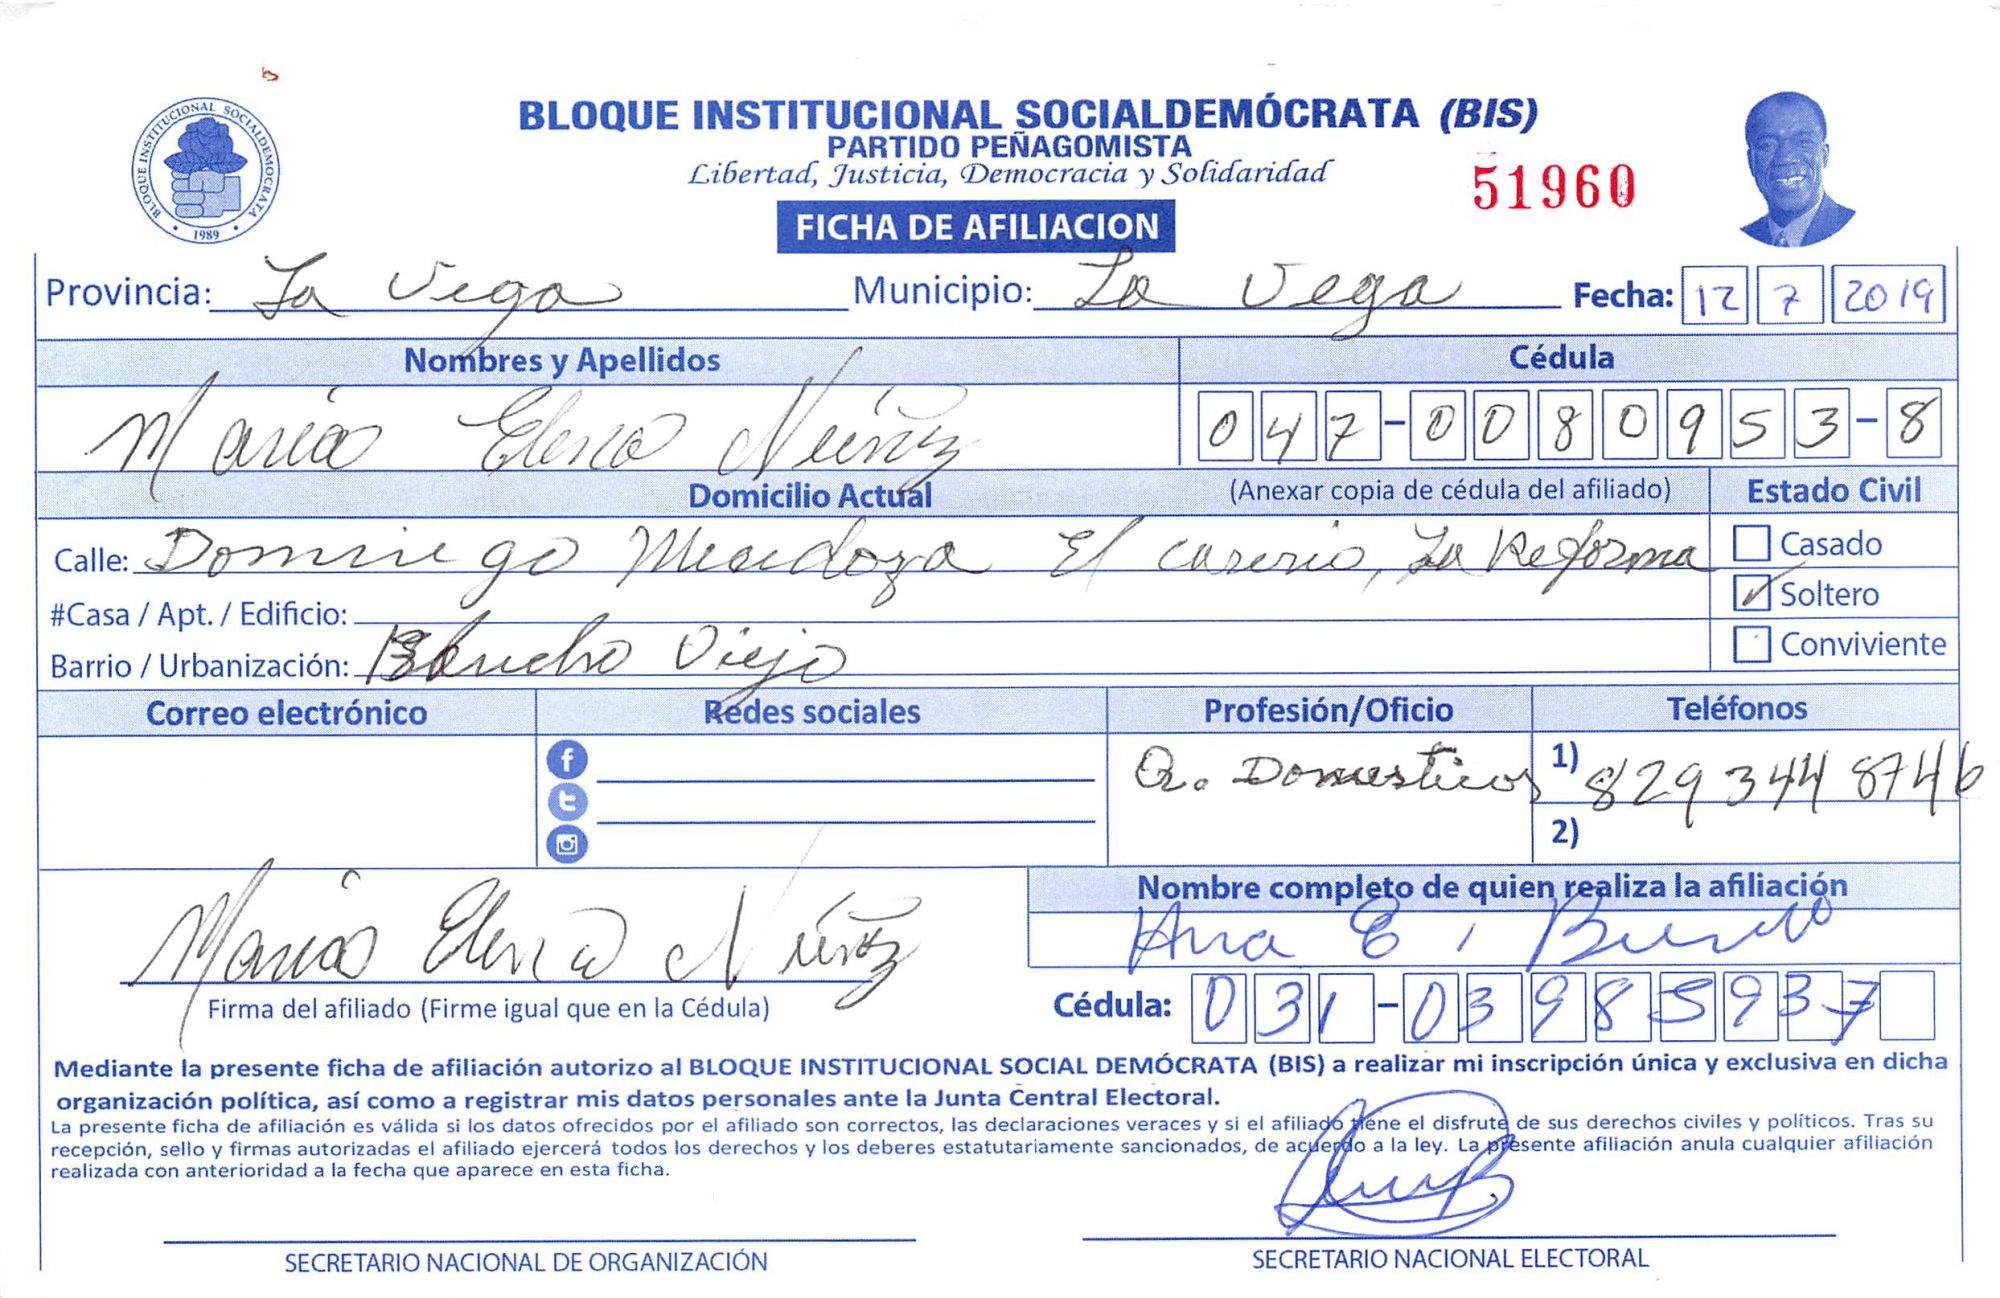 BLOQUE INSTITUCIONAL SOCIALDEMÓCRATA (BIS)
PARTIDO PEÑAGOMISTA
Libertad, Justicia, Democracia y Solidaridad
51960
BLOQUE INSTITUCIONAL SOCIALDEMOCRATA
1989
FICHA DE AFILIACION
Provincia: La Vega Municipio: La Vega Fecha: 12 7 2019
Nombres y Apellidos Cédula
María Elena Núñez 047-0080953-8
Domicilio Actual (Anexar copia de cédula del afiliado) Estado Civil
Calle: Domingo Mendoza El caserio, La Reforma Casado
#Casa / Apt. / Edificio: Soltero
Barrio / Urbanización: Rancho Viejo Conviviente
Correo electrónico Redes sociales Profesión/Oficio Teléfonos
Q. Domesticos 1) 829 344 8746
2)
Nombre completo de quien realiza la afiliación
María Elena Núñez Ana E.
Firma del afiliado (Firme igual que en la Cédula) Cédula: 031-03985937
Mediante la presente ficha de afiliación autorizo al BLOQUE INSTITUCIONAL SOCIAL DEMÓCRATA (BIS) a realizar mi inscripción única y exclusiva en dicha
organización política, así como a registrar mis datos personales ante la Junta Central Electoral.
La presente ficha de afiliación es válida si los datos ofrecidos por el afiliado son correctos, las declaraciones veraces y si el afiliado tiene el disfrute de sus derechos civiles y políticos. Tras su
recepción, sello y firmas autorizadas el afiliado ejercerá todos los derechos y los deberes estatutariamente sancionados, de acuerdo a la ley. La presente afiliación anula cualquier afiliación
realizada con anterioridad a la fecha que aparece en esta ficha.
SECRETARIO NACIONAL DE ORGANIZACIÓN SECRETARIO NACIONAL ELECTORAL